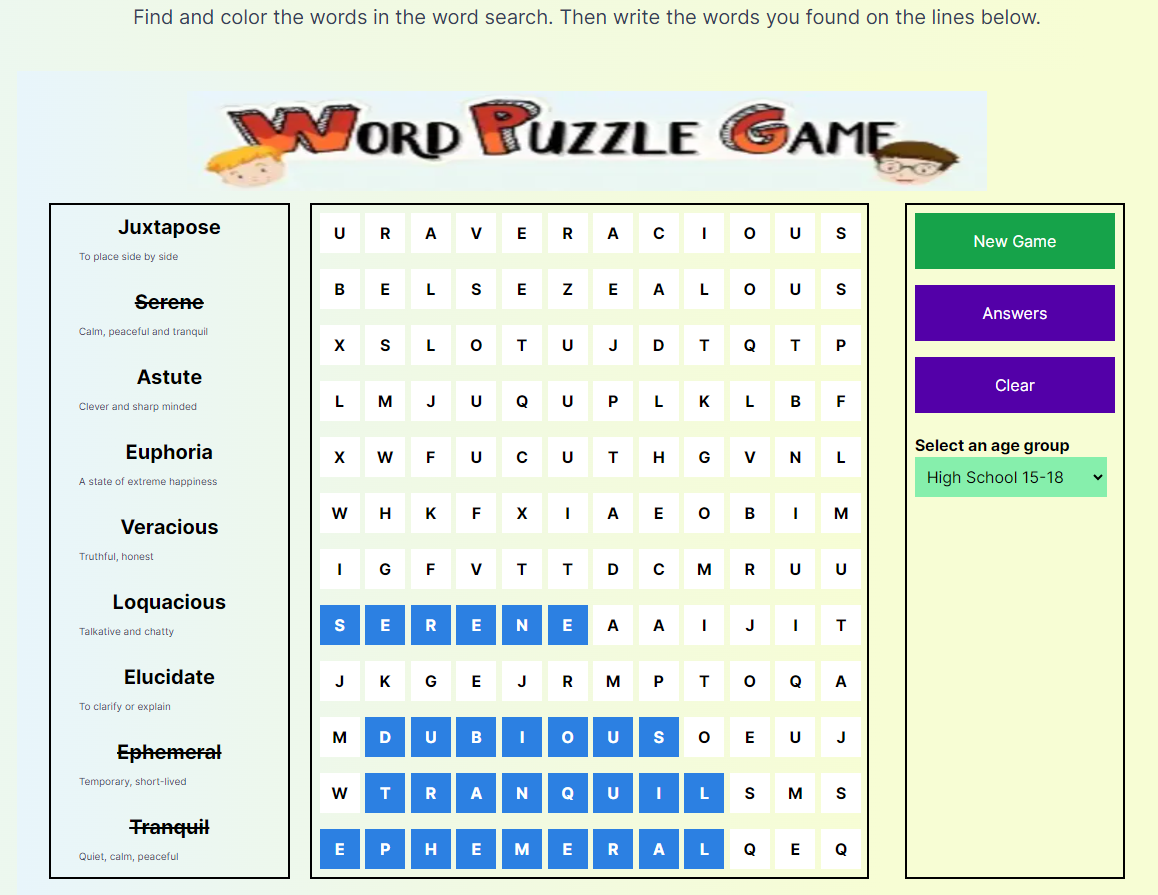 Find and color the words in the word search. Then write the words you found on the lines below.
WORD PUZZLE GAME
Juxtapose
To place side by side
Serene
Calm, peaceful and tranquil
Astute
Clever and sharp minded
Euphoria
A state of extreme happiness
Veracious
Truthful, honest
Loquacious
Talkative and chatty
Elucidate
To clarify or explain
Ephemeral
Temporary, short-lived
Tranquil
Quiet, calm, peaceful
U R A V E R A C I O U S
B E L S E Z E A L O U S
X S L O T U J D T Q T P
L M J U Q U P L K L B F
X W F U C U T H G V N L
W H K F X I A E O B I M
I G F V T T D C M R U U
S E R E N E A A I J I T
J K G E J R M P T O Q A
M D U B I O U S O E U J
W T R A N Q U I L S M S
E P H E M E R A L Q E Q
New Game
Answers
Clear
Select an age group
High School 15-18